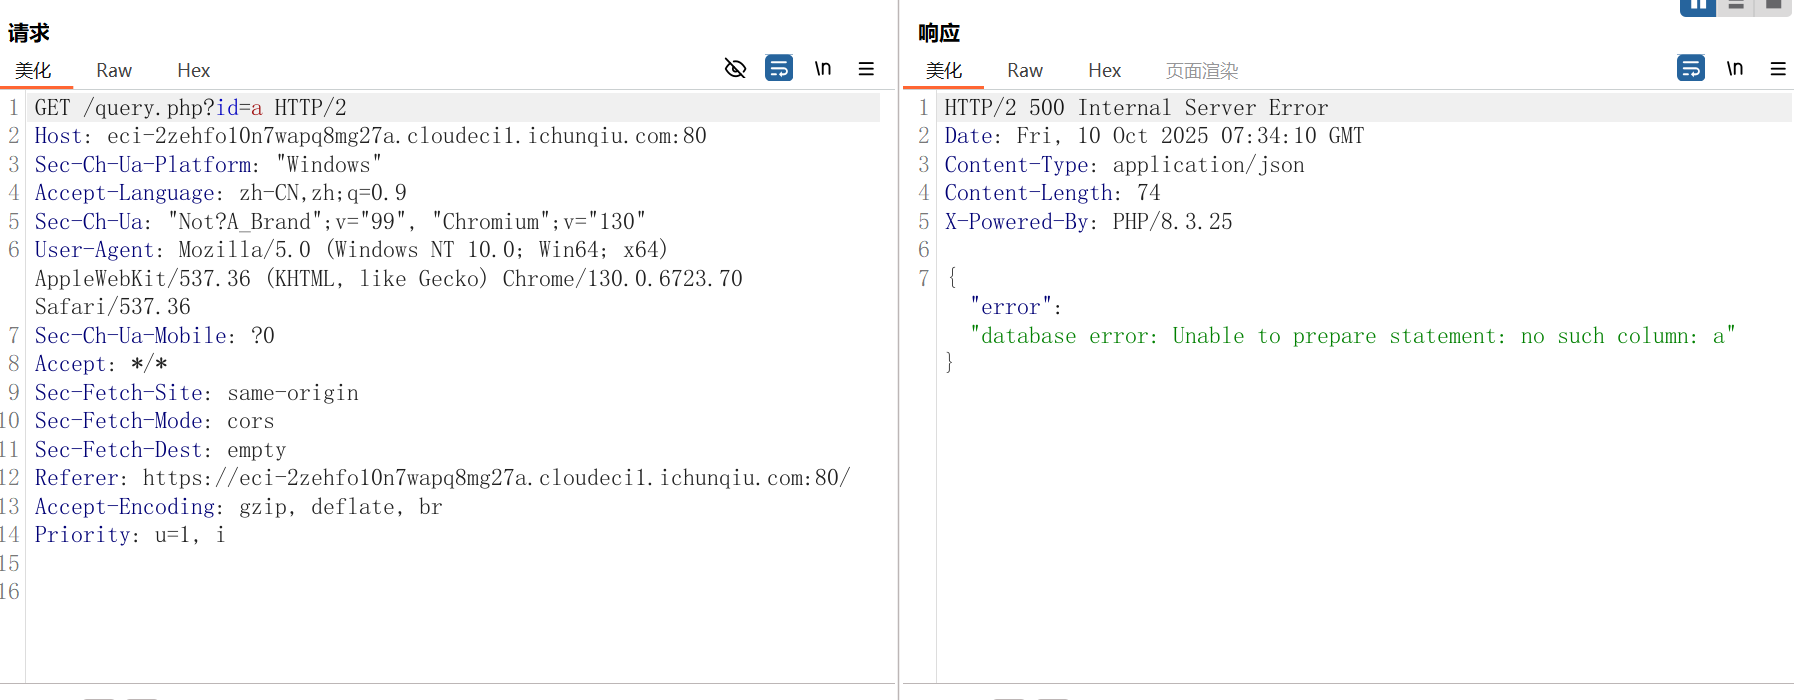 请求
美化 Raw Hex
\n
1 GET /query.php?id=a HTTP/2
2 Host: eci-2zehfo10n7wapq8mg27a.cloudeci1.ichunqiu.com:80
3 Sec-Ch-Ua-Platform: "Windows"
4 Accept-Language: zh-CN,zh;q=0.9
5 Sec-Ch-Ua: "Not?A_Brand";v="99", "Chromium";v="130"
6 User-Agent: Mozilla/5.0 (Windows NT 10.0; Win64; x64)
AppleWebKit/537.36 (KHTML, like Gecko) Chrome/130.0.6723.70
Safari/537.36
7 Sec-Ch-Ua-Mobile: ?0
8 Accept: */*
9 Sec-Fetch-Site: same-origin
10 Sec-Fetch-Mode: cors
11 Sec-Fetch-Dest: empty
12 Referer: https://eci-2zehfo10n7wapq8mg27a.cloudeci1.ichunqiu.com:80/
13 Accept-Encoding: gzip, deflate, br
14 Priority: u=1, i
15
16
响应
美化 Raw Hex 页面渲染
\n
1 HTTP/2 500 Internal Server Error
2 Date: Fri, 10 Oct 2025 07:34:10 GMT
3 Content-Type: application/json
4 Content-Length: 74
5 X-Powered-By: PHP/8.3.25
6
7 {
"error":
"database error: Unable to prepare statement: no such column: a"
}